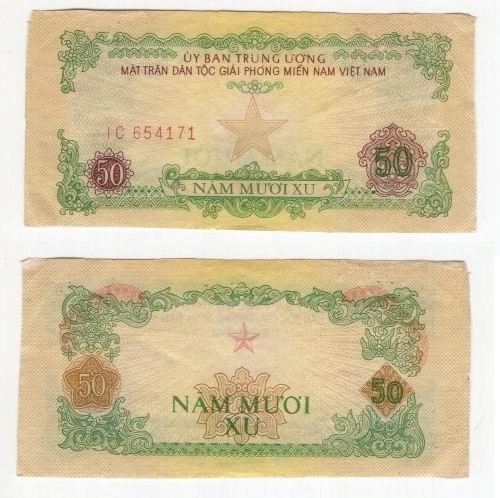 ỦY BAN TRUNG ƯƠNG
MẶT TRẬN DÂN TỘC GIẢI PHÓNG MIỀN NAM VIỆT NAM
IC 654171
50
50
NĂM MƯƠI XU
50
50
NĂM MƯƠI
XU